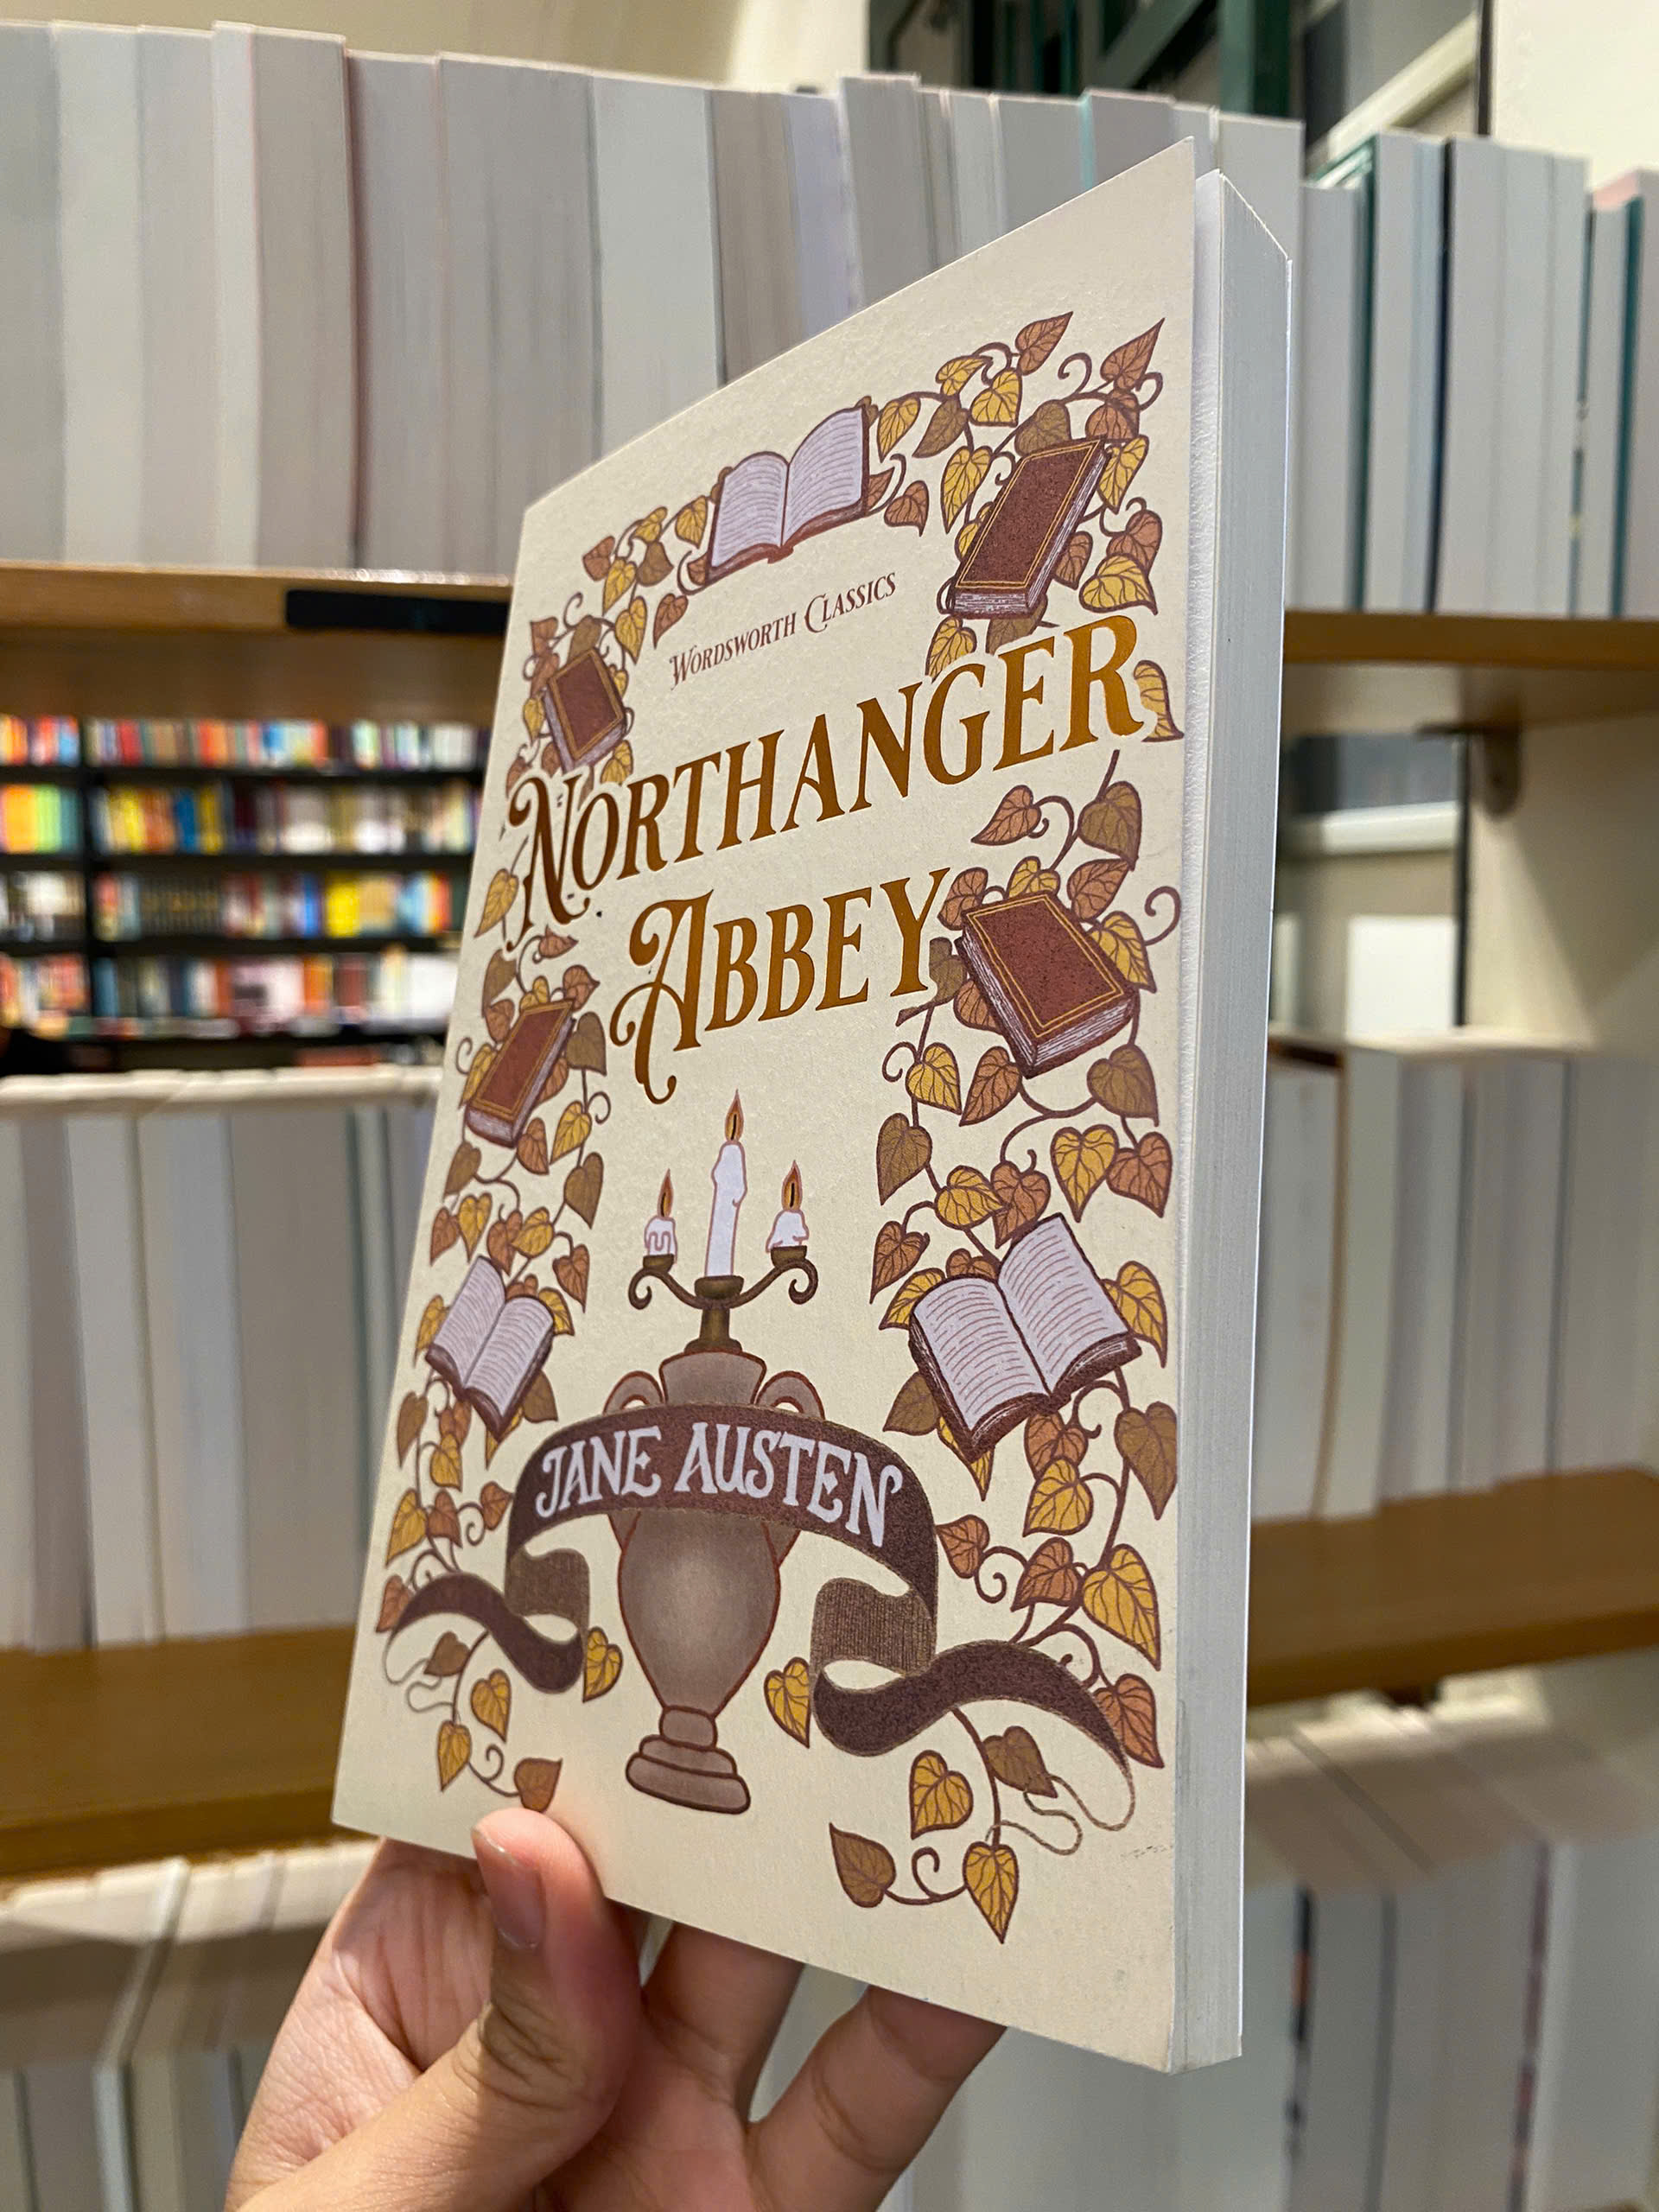 Wordsworth Classics
Northanger
Abbey
Jane Austen